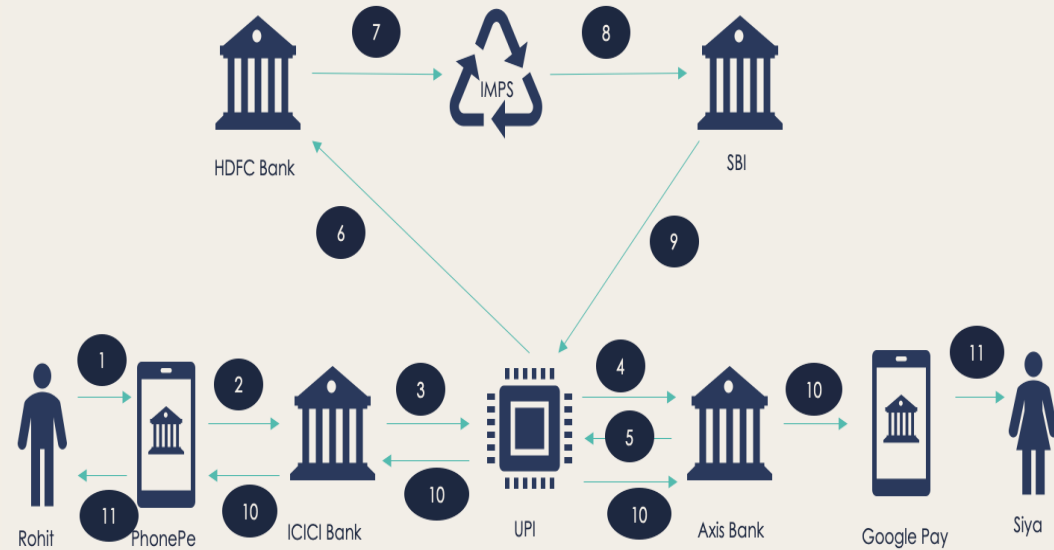 7
8
IMPS
HDFC Bank
SBI
6
9
1
2
3
4
10
11
5
11
10
10
10
Rohit
PhonePe
ICICI Bank
UPI
Axis Bank
Google Pay
Siya